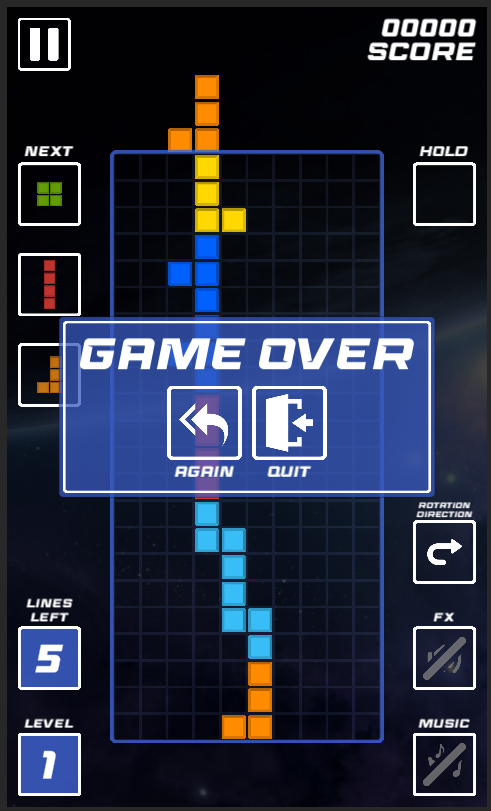 00000
SCORE
NEXT
HOLD
GAME OVER
AGAIN
QUIT
ROTATION
DIRECTION
LINES
LEFT
5
FX
LEVEL
1
MUSIC